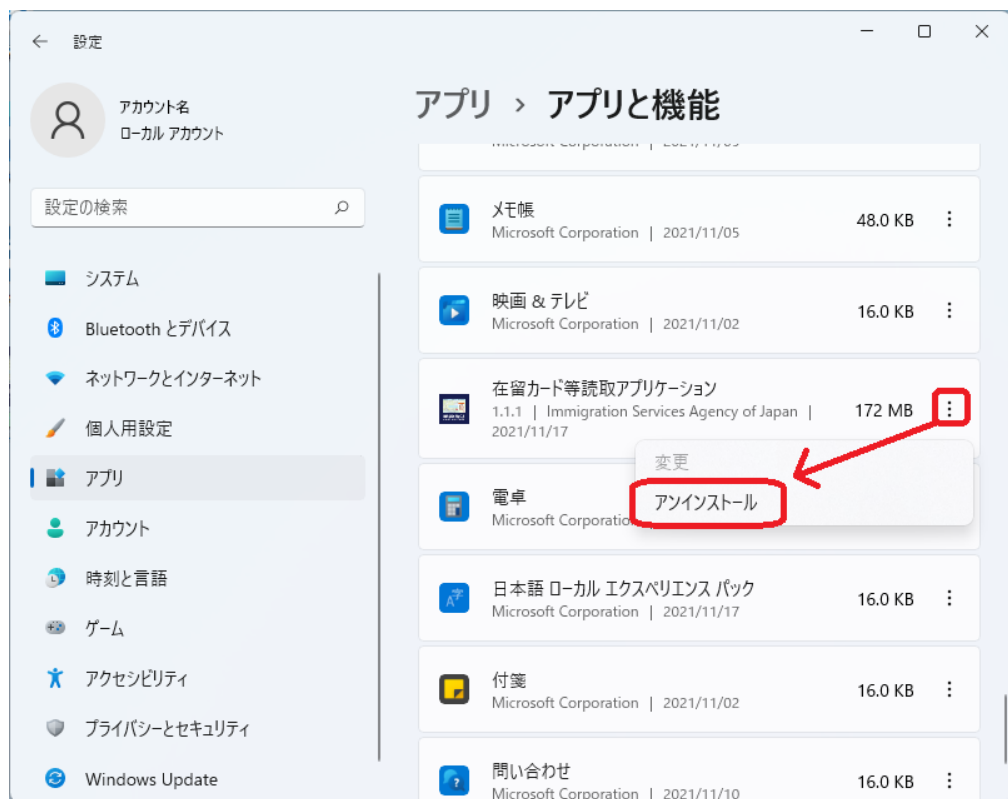 設定
アカウント名
ローカル アカウント
設定の検索
システム
Bluetooth とデバイス
ネットワークとインターネット
個人用設定
アプリ
アカウント
時刻と言語
ゲーム
アクセシビリティ
プライバシーとセキュリティ
Windows Update
アプリ › アプリと機能
メモ帳
Microsoft Corporation | 2021/11/05
48.0 KB
映画 & テレビ
Microsoft Corporation | 2021/11/02
16.0 KB
在留カード等読取アプリケーション
1.1.1 | Immigration Services Agency of Japan |
2021/11/17
172 MB
変更
アンインストール
電卓
Microsoft
日本語 ローカル エクスペリエンス パック
Microsoft Corporation | 2021/11/17
16.0 KB
付箋
Microsoft Corporation | 2021/11/02
16.0 KB
問い合わせ
Microsoft Corporation | 2021/11/10
16.0 KB